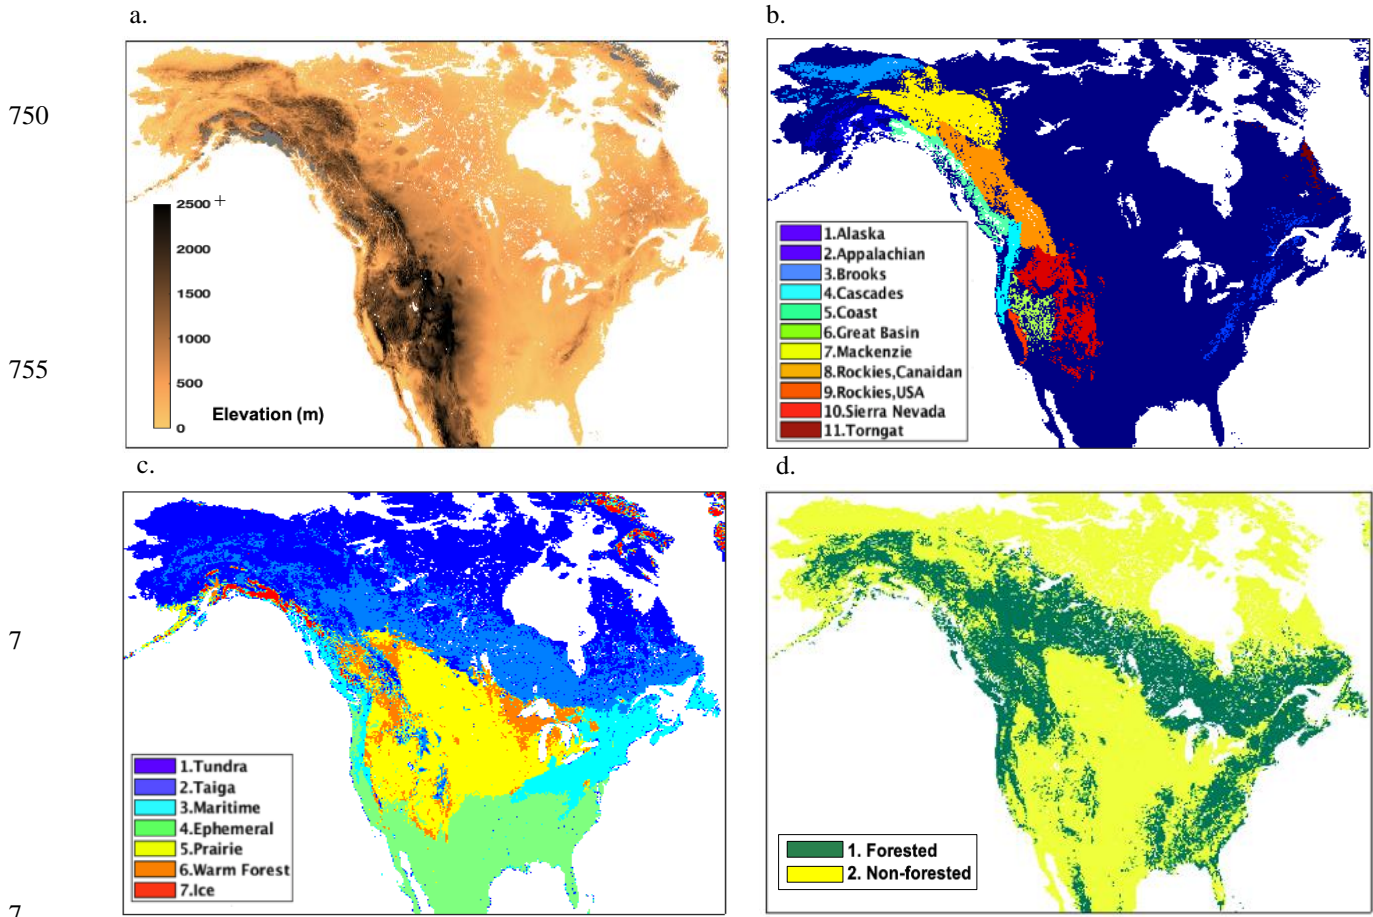 a.
b.
750
2500 +
2000
1500
1000
500
0
Elevation (m)
755
1.Alaska
2.Appalachian
3.Brooks
4.Cascades
5.Coast
6.Great Basin
7.Mackenzie
8.Rockies,Canaidan
9.Rockies,USA
10.Sierra Nevada
11.Torngat
c.
d.
7
1.Tundra
2.Taiga
3.Maritime
4.Ephemeral
5.Prairie
6.Warm Forest
7.Ice
1. Forested
2. Non-forested
7